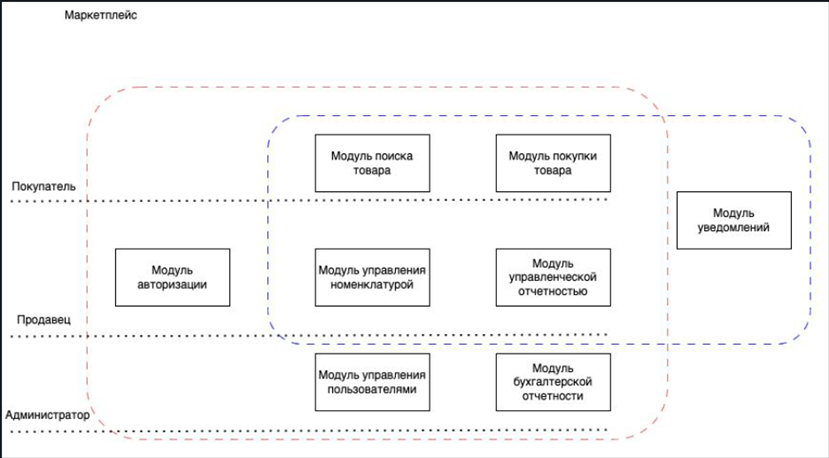 Маркетплейс
Модуль поиска
товара
Модуль покупки
товара
Покупатель
Модуль
уведомлений
Модуль
авторизации
Модуль управления
номенклатурой
Модуль
управленческой
отчетностью
Продавец
Модуль управления
пользователями
Модуль
бухгалтерской
отчетности
Администратор